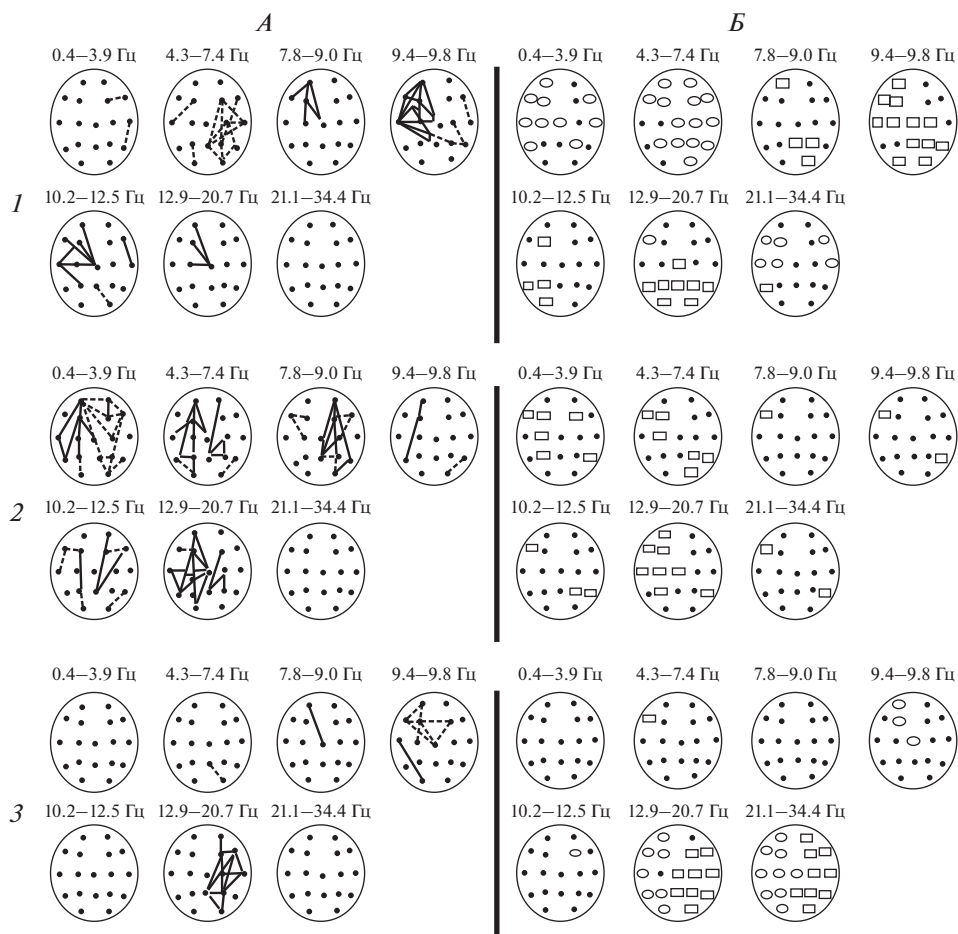 А Б
0.4–3.9 Гц 4.3–7.4 Гц 7.8–9.0 Гц 9.4–9.8 Гц 0.4–3.9 Гц 4.3–7.4 Гц 7.8–9.0 Гц 9.4–9.8 Гц
1 10.2–12.5 Гц 12.9–20.7 Гц 21.1–34.4 Гц 10.2–12.5 Гц 12.9–20.7 Гц 21.1–34.4 Гц
0.4–3.9 Гц 4.3–7.4 Гц 7.8–9.0 Гц 9.4–9.8 Гц 0.4–3.9 Гц 4.3–7.4 Гц 7.8–9.0 Гц 9.4–9.8 Гц
2 10.2–12.5 Гц 12.9–20.7 Гц 21.1–34.4 Гц 10.2–12.5 Гц 12.9–20.7 Гц 21.1–34.4 Гц
0.4–3.9 Гц 4.3–7.4 Гц 7.8–9.0 Гц 9.4–9.8 Гц 0.4–3.9 Гц 4.3–7.4 Гц 7.8–9.0 Гц 9.4–9.8 Гц
3 10.2–12.5 Гц 12.9–20.7 Гц 21.1–34.4 Гц 10.2–12.5 Гц 12.9–20.7 Гц 21.1–34.4 Гц